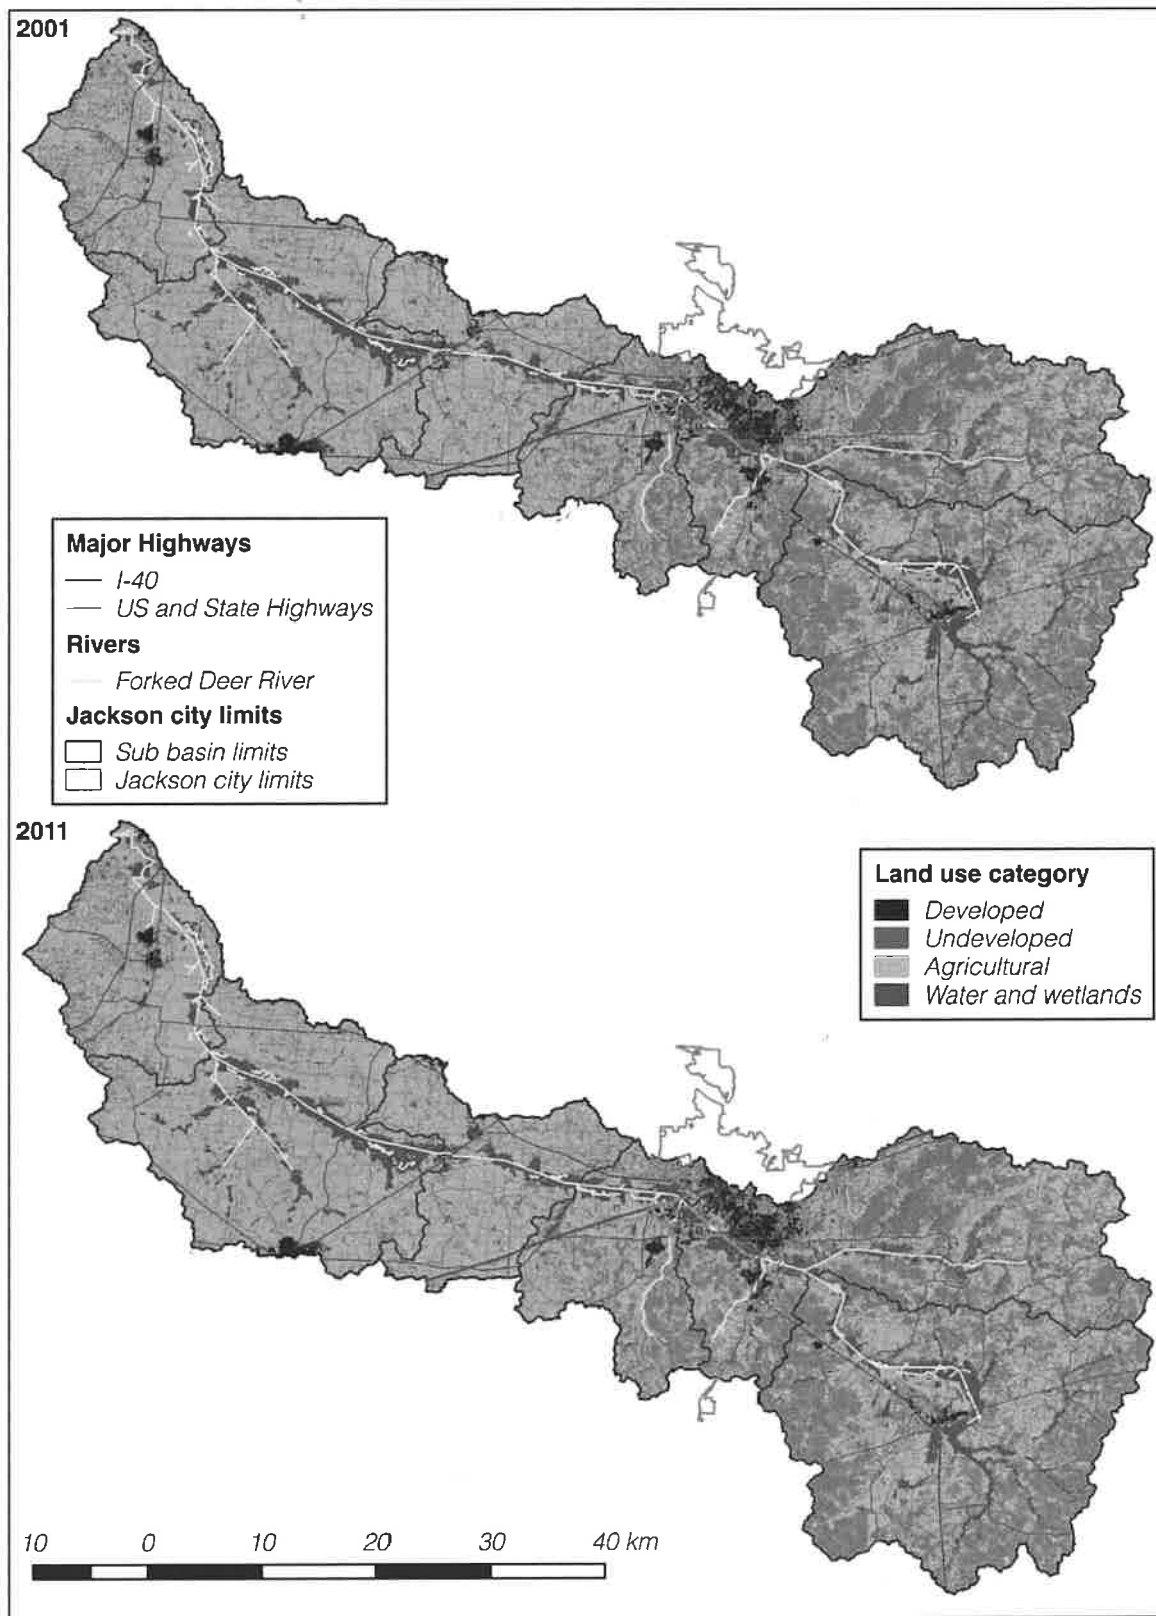 2001
Major Highways
I-40
US and State Highways
Rivers
Forked Deer River
Jackson city limits
Sub basin limits
Jackson city limits
2011
Land use category
Developed
Undeveloped
Agricultural
Water and wetlands
10 0 10 20 30 40 km